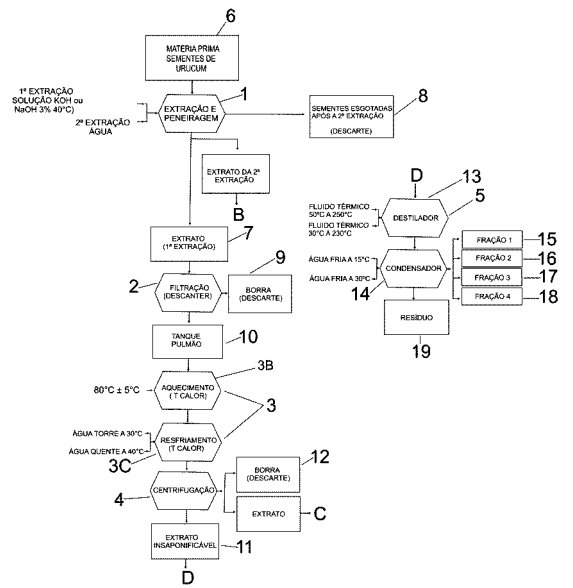 6
MATERIA PRIMA
SEMENTES DE
URUCUM
1ª EXTRAÇÃO
SOLUÇÃO KOH ou
NaOH 3% 40°C)
2ª EXTRAÇÃO
ÁGUA
1
EXTRAÇÃO E
PENEIRAGEM
8
SEMENTES ESGOTADAS
APÓS A 2ª EXTRAÇÃO
(DESCARTE)
EXTRATO DA 2ª
EXTRAÇÃO
B
7
EXTRATO
(1ª EXTRAÇÃO)
2
FILTRAÇÃO
(DESCANTER)
9
BORRA
(DESCARTE)
TANQUE
PULMÃO
10
3B
80°C ± 5°C
AQUECIMENTO
( T CALOR)
3
ÁGUA TORRE A 30°C
ÁGUA QUENTE A 40°C
3C
RESFRIAMENTO
(T CALOR)
4
CENTRIFUGAÇÃO
12
BORRA
(DESCARTE)
EXTRATO
C
EXTRATO
INSAPONIFICÁVEL
11
D
D
13
5
FLUIDO TÉRMICO
50°C A 250°C
FLUIDO TÉRMICO
30°C A 230°C
DESTILADOR
ÁGUA FRIA A 15°C
ÁGUA FRIA A 30°C
14
CONDENSADOR
FRAÇÃO 1
15
FRAÇÃO 2
16
FRAÇÃO 3
17
FRAÇÃO 4
18
RESÍDUO
19